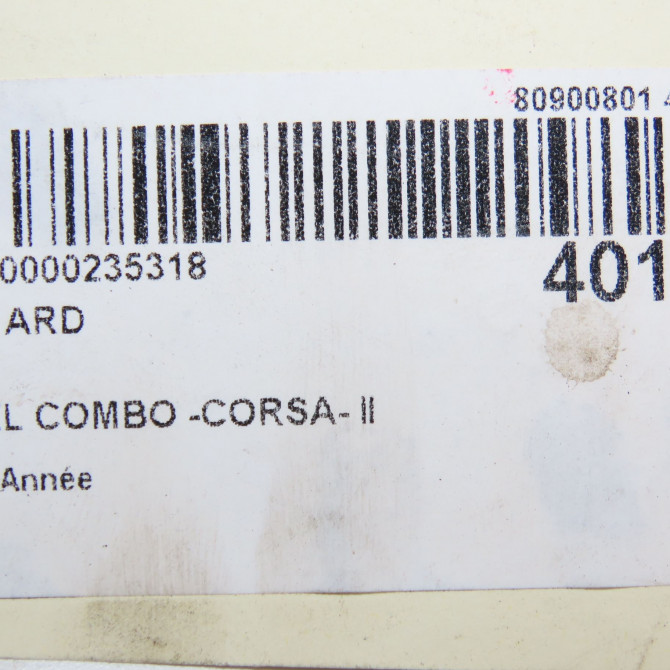 80900801 4
0000235318
401
ARD
L COMBO -CORSA- II
Année